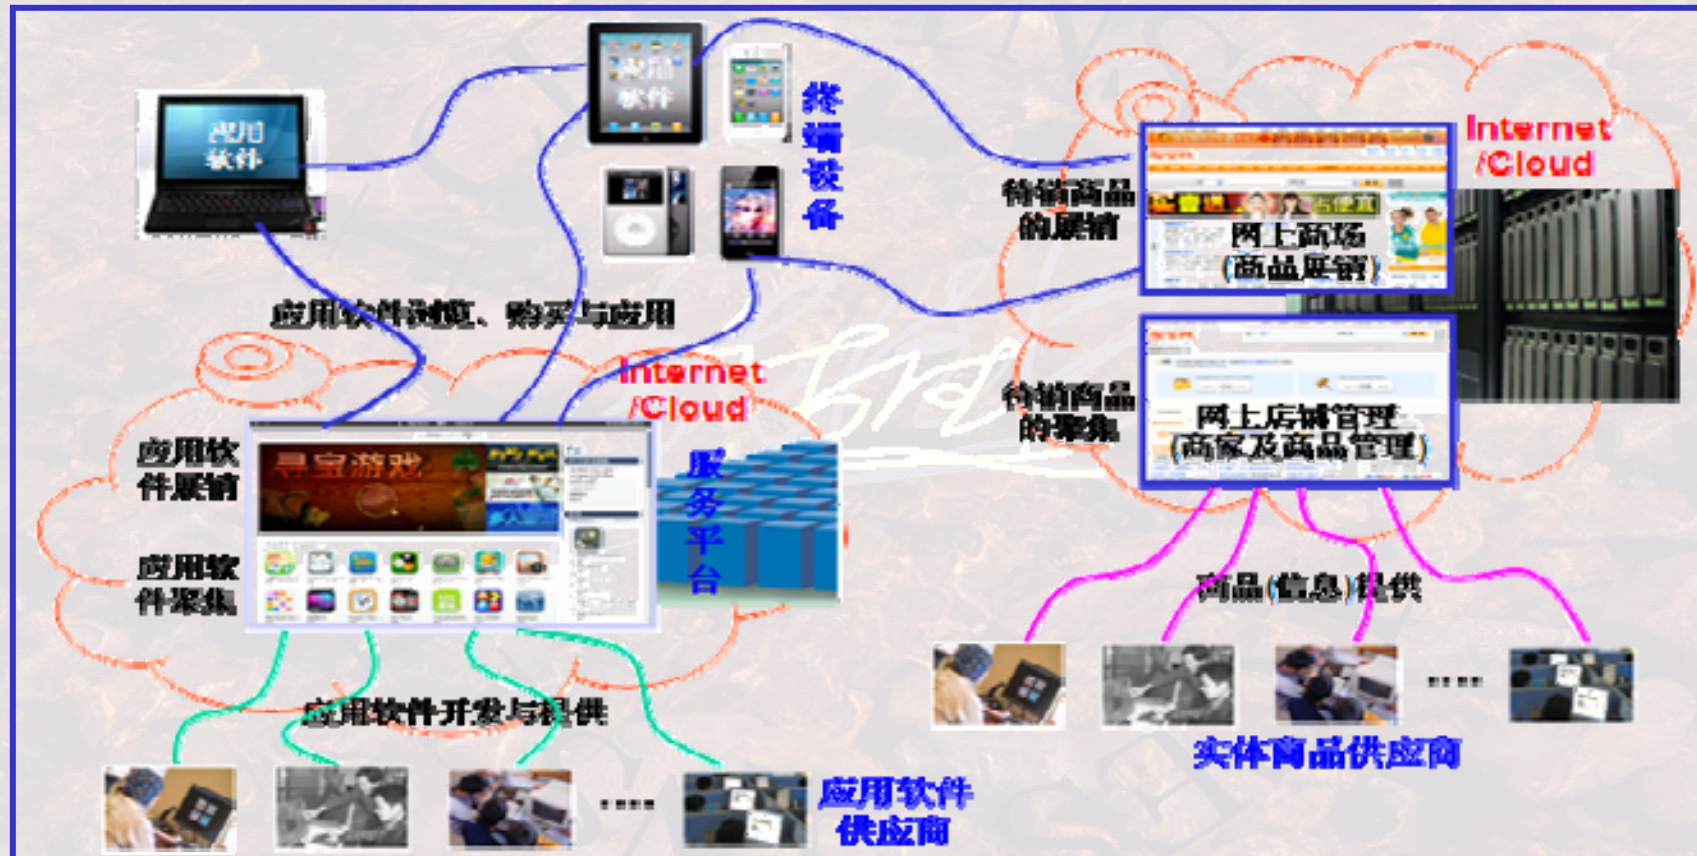 应用
软件
应用
软件
终
端
设
备
Internet
/Cloud
待销商品
的展销
网上商场
(商品展销)
应用软件浏览、购买与应用
Internet
/Cloud
待销商品
的聚集
网上店铺管理
(商家及商品管理)
应用软
件展销
寻宝游戏
服
务
平
台
应用软
件聚集
商品(信息)提供
应用软件开发与提供
实体商品供应商
应用软件
供应商